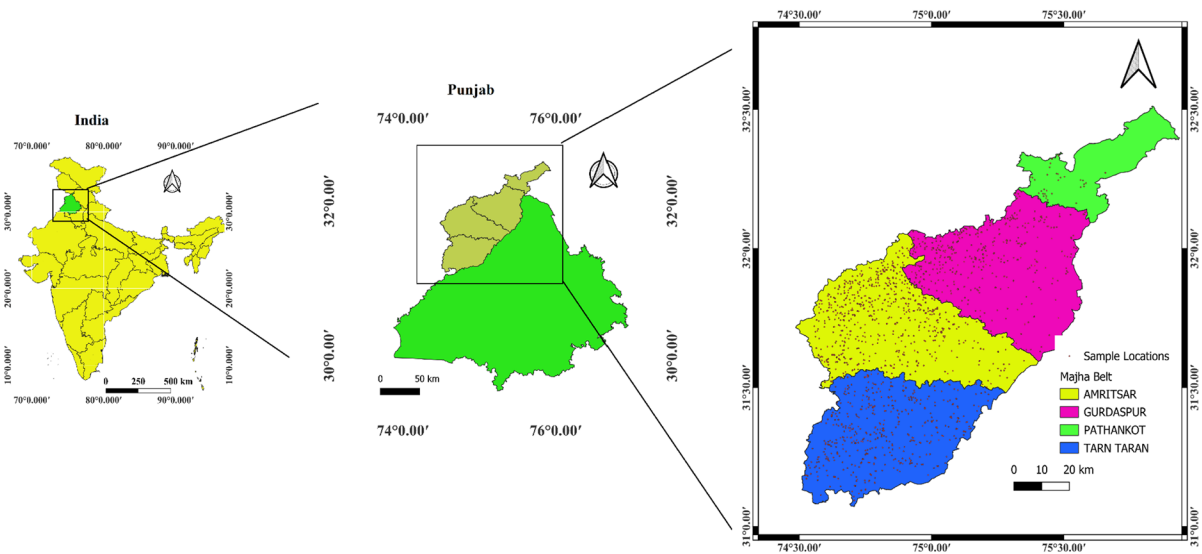 India
70°0.000′ 80°0.000′ 90°0.000′
30°0.000′
20°0.000′
10°0.000′
30°0.000′
20°0.000′
10°0.000′
0 250 500 km
70°0.000′ 80°0.000′ 90°0.000′
Punjab
74°0.00′ 76°0.00′
32°0.00′
30°0.00′
32°0.00′
30°0.00′
0 50 km
74°0.00′ 76°0.00′
74°30.00′ 75°0.00′ 75°30.00′
32°30.00′
32°0.00′
31°30.00′
31°0.00′
32°30.00′
32°0.00′
31°30.00′
31°0.00′
Sample Locations
Majha Belt
AMRITSAR
GURDASPUR
PATHANKOT
TARN TARAN
0 10 20 km
74°30.00′ 75°0.00′ 75°30.00′